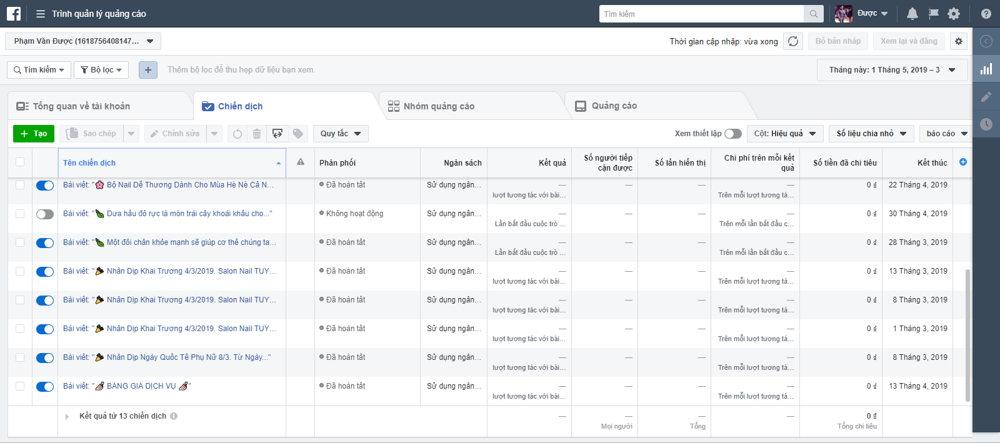 Trình quản lý quảng cáo
Tìm kiếm
Được
Phạm Văn Được (1618756408147...
Thời gian cập nhập: vừa xong
Bỏ bản nháp
Xem lại và đăng
Tìm kiếm
Bộ lọc
+
Thêm bộ lọc để thu hẹp dữ liệu bạn xem.
Tháng này: 1 Tháng 5, 2019 – 3
Tổng quan về tài khoản
Chiến dịch
Nhóm quảng cáo
Quảng cáo
+ Tạo
Sao chép
Chỉnh sửa
Quy tắc
Xem thiết lập
Cột: Hiệu quả
Số liệu chia nhỏ
báo cáo
Tên chiến dịch
Phân phối
Ngân sách
Kết quả
Số người tiếp
cận được
Số lần hiển thị
Chi phí trên mỗi kết
quả
Số tiền đã chi tiêu
Kết thúc
Bài viết: "🌸 Bộ Nail Dễ Thương Dành Cho Mùa Hè Nè Cả N... Đã hoàn tất Sử dụng ngân... — — — — 0 ₫ 22 Tháng 4, 2019
lượt tương tác với bài... Trên mỗi lượt tương tá...
Bài viết: " Dưa hấu đỏ rực là món trái cây khoái khẩu cho..." Không hoạt động Sử dụng ngân... — — — — 0 ₫ 30 Tháng 4, 2019
Lần bắt đầu cuộc trò ... Trên mỗi lần bắt đầu c...
Bài viết: " Một đôi chân khỏe mạnh sẽ giúp cơ thể chúng ta... Đã hoàn tất Sử dụng ngân... — — — — 0 ₫ 28 Tháng 3, 2019
Lần bắt đầu cuộc trò ... Trên mỗi lần bắt đầu c...
Bài viết: "🎉 Nhân Dịp Khai Trương 4/3/2019. Salon Nail TUY... Đã hoàn tất Sử dụng ngân... — — — — 0 ₫ 13 Tháng 3, 2019
lượt tương tác với bài... Trên mỗi lượt tương tá...
Bài viết: "🎉 Nhân Dịp Khai Trương 4/3/2019. Salon Nail TUY... Đã hoàn tất Sử dụng ngân... — — — — 0 ₫ 8 Tháng 3, 2019
lượt tương tác với bài... Trên mỗi lượt tương tá...
Bài viết: "🎉 Nhân Dịp Khai Trương 4/3/2019. Salon Nail TUY... Đã hoàn tất Sử dụng ngân... — — — — 0 ₫ 1 Tháng 3, 2019
lượt tương tác với bài... Trên mỗi lượt tương tá...
Bài viết: "🎉 Nhân Dịp Ngày Quốc Tế Phụ Nữ 8/3. Từ Ngày..." Đã hoàn tất Sử dụng ngân... — — — — 0 ₫ 8 Tháng 3, 2019
lượt tương tác với bài... Trên mỗi lượt tương tá...
Bài viết: "💅 BẢNG GIÁ DỊCH VỤ 💅" Đã hoàn tất Sử dụng ngân... — — — — 0 ₫ 13 Tháng 4, 2019
lượt tương tác với bài... Trên mỗi lượt tương tá...
Kết quả từ 13 chiến dịch — — — — 0 ₫
Mọi người Tổng Tổng chi tiêu